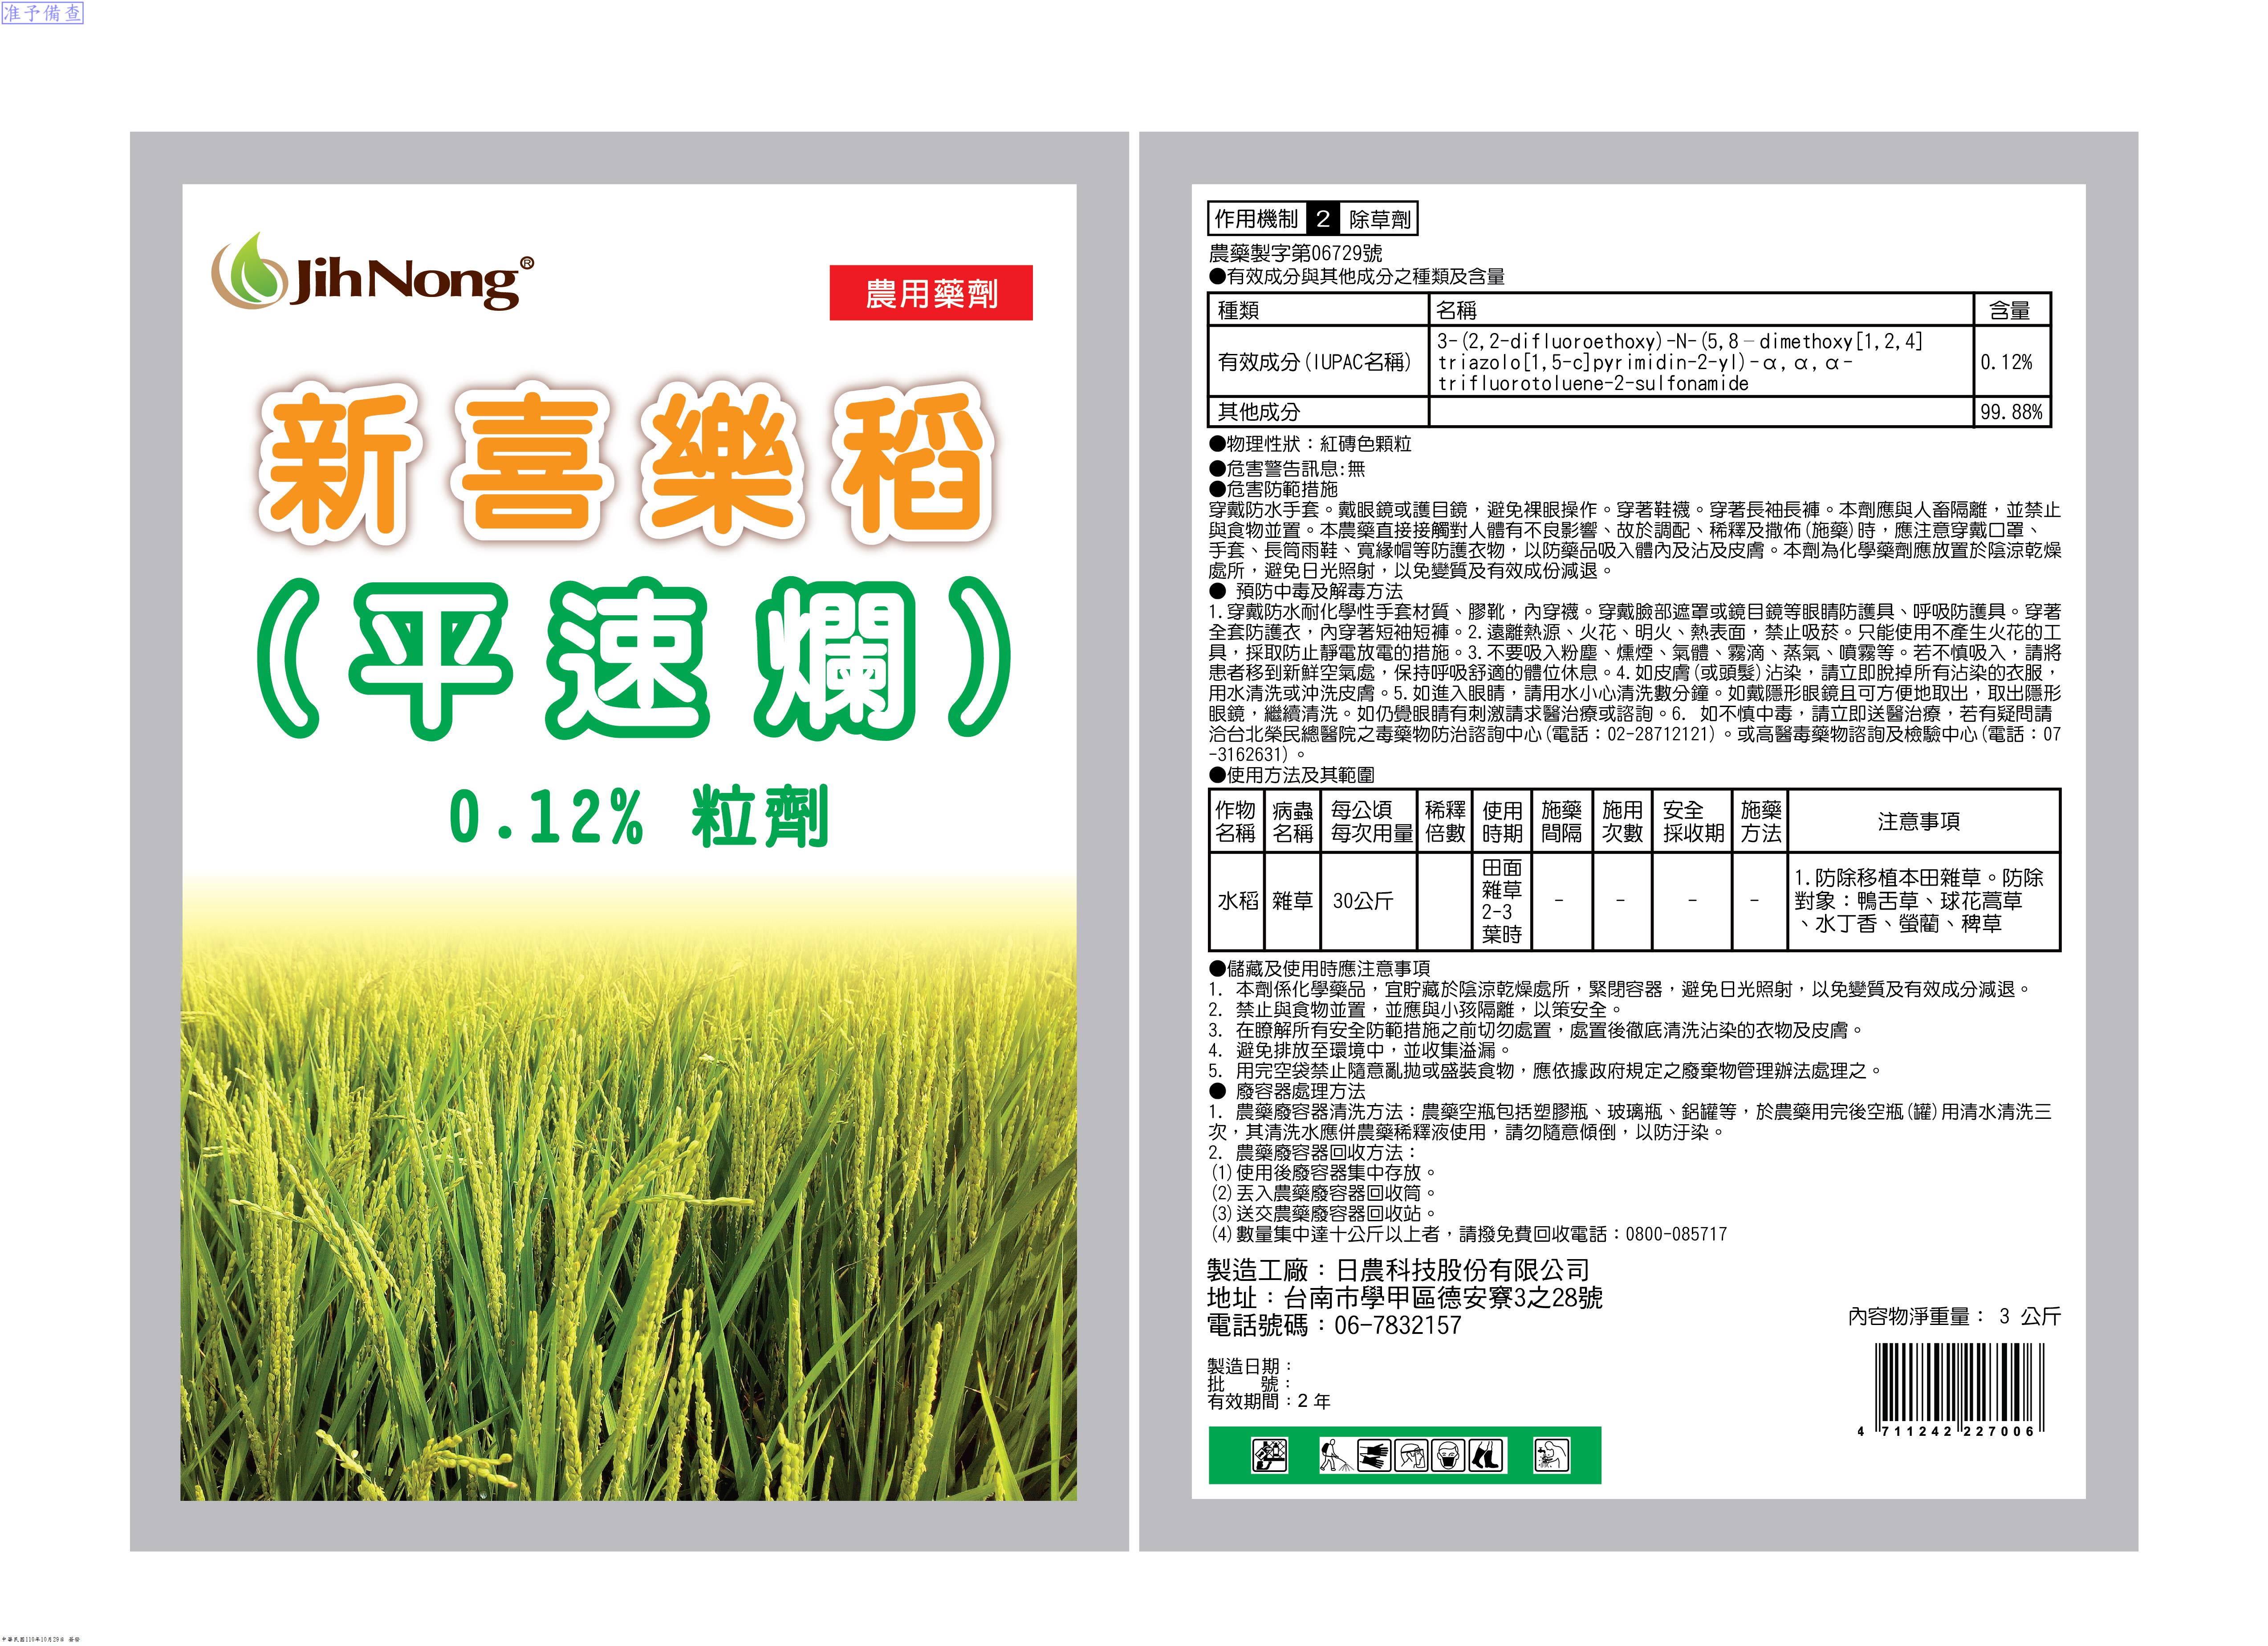 准予備查
JihNong®
農用藥劑
新喜樂稻
(平速爛)
0.12% 粒劑
作用機制 2 除草劑
農藥製字第06729號
●有效成分與其他成分之種類及含量
種類 名稱 含量
有效成分(IUPAC名稱) 3-(2,2-difluoroethoxy)-N-(5,8–dimethoxy[1,2,4]
triazolo[1,5-c]pyrimidin-2-yl)-α, α, α-
trifluorotoluene-2-sulfonamide 0.12%
其他成分 99.88%
●物理性狀：紅磚色顆粒
●危害警告訊息:無
●危害防範措施
穿戴防水手套。戴眼鏡或護目鏡，避免裸眼操作。穿著鞋襪。穿著長袖長褲。本劑應與人畜隔離，並禁止
與食物並置。本農藥直接接觸對人體有不良影響、故於調配、稀釋及撒佈(施藥)時，應注意穿戴口罩、
手套、長筒雨鞋、寬緣帽等防護衣物，以防藥品吸入體內及沾及皮膚。本劑為化學藥劑應放置於陰涼乾燥
處所，避免日光照射，以免變質及有效成份減退。
● 預防中毒及解毒方法
1.穿戴防水耐化學性手套材質、膠靴，內穿襪。穿戴臉部遮罩或鏡目鏡等眼睛防護具、呼吸防護具。穿著
全套防護衣，內穿著短袖短褲。2.遠離熱源、火花、明火、熱表面，禁止吸菸。只能使用不產生火花的工
具，採取防止靜電放電的措施。3.不要吸入粉塵、燻煙、氣體、霧滴、蒸氣、噴霧等。若不慎吸入，請將
患者移到新鮮空氣處，保持呼吸舒適的體位休息。4.如皮膚(或頭髮)沾染，請立即脫掉所有沾染的衣服，
用水清洗或沖洗皮膚。5.如進入眼睛，請用水小心清洗數分鐘。如戴隱形眼鏡且可方便地取出，取出隱形
眼鏡，繼續清洗。如仍覺眼睛有刺激請求醫治療或諮詢。6. 如不慎中毒，請立即送醫治療，若有疑問請
洽台北榮民總醫院之毒藥物防治諮詢中心(電話：02-28712121)。或高醫毒藥物諮詢及檢驗中心(電話：07
-3162631)。
●使用方法及其範圍
作物名稱 病蟲名稱 每公頃每次用量 稀釋倍數 使用時期 施藥間隔 施用次數 安全採收期 施藥方法 注意事項
水稻 雜草 30公斤 田面雜草2-3葉時 - - - - 1.防除移植本田雜草。防除
對象：鴨舌草、球花蒿草
、水丁香、螢藺、稗草
●儲藏及使用時應注意事項
1. 本劑係化學藥品，宜貯藏於陰涼乾燥處所，緊閉容器，避免日光照射，以免變質及有效成分減退。
2. 禁止與食物並置，並應與小孩隔離，以策安全。
3. 在瞭解所有安全防範措施之前切勿處置，處置後徹底清洗沾染的衣物及皮膚。
4. 避免排放至環境中，並收集溢漏。
5. 用完空袋禁止隨意亂拋或盛裝食物，應依據政府規定之廢棄物管理辦法處理之。
● 廢容器處理方法
1. 農藥廢容器清洗方法：農藥空瓶包括塑膠瓶、玻璃瓶、鋁罐等，於農藥用完後空瓶(罐)用清水清洗三
次，其清洗水應併農藥稀釋液使用，請勿隨意傾倒，以防汙染。
2. 農藥廢容器回收方法：
(1)使用後廢容器集中存放。
(2)丟入農藥廢容器回收筒。
(3)送交農藥廢容器回收站。
(4)數量集中達十公斤以上者，請撥免費回收電話：0800-085717
製造工廠：日農科技股份有限公司
地址：台南市學甲區德安寮3之28號
電話號碼：06-7832157
內容物淨重量： 3 公斤
製造日期：
批 號：
有效期間：2 年
4 711242 227006
中華民國110年10月29日 簽發